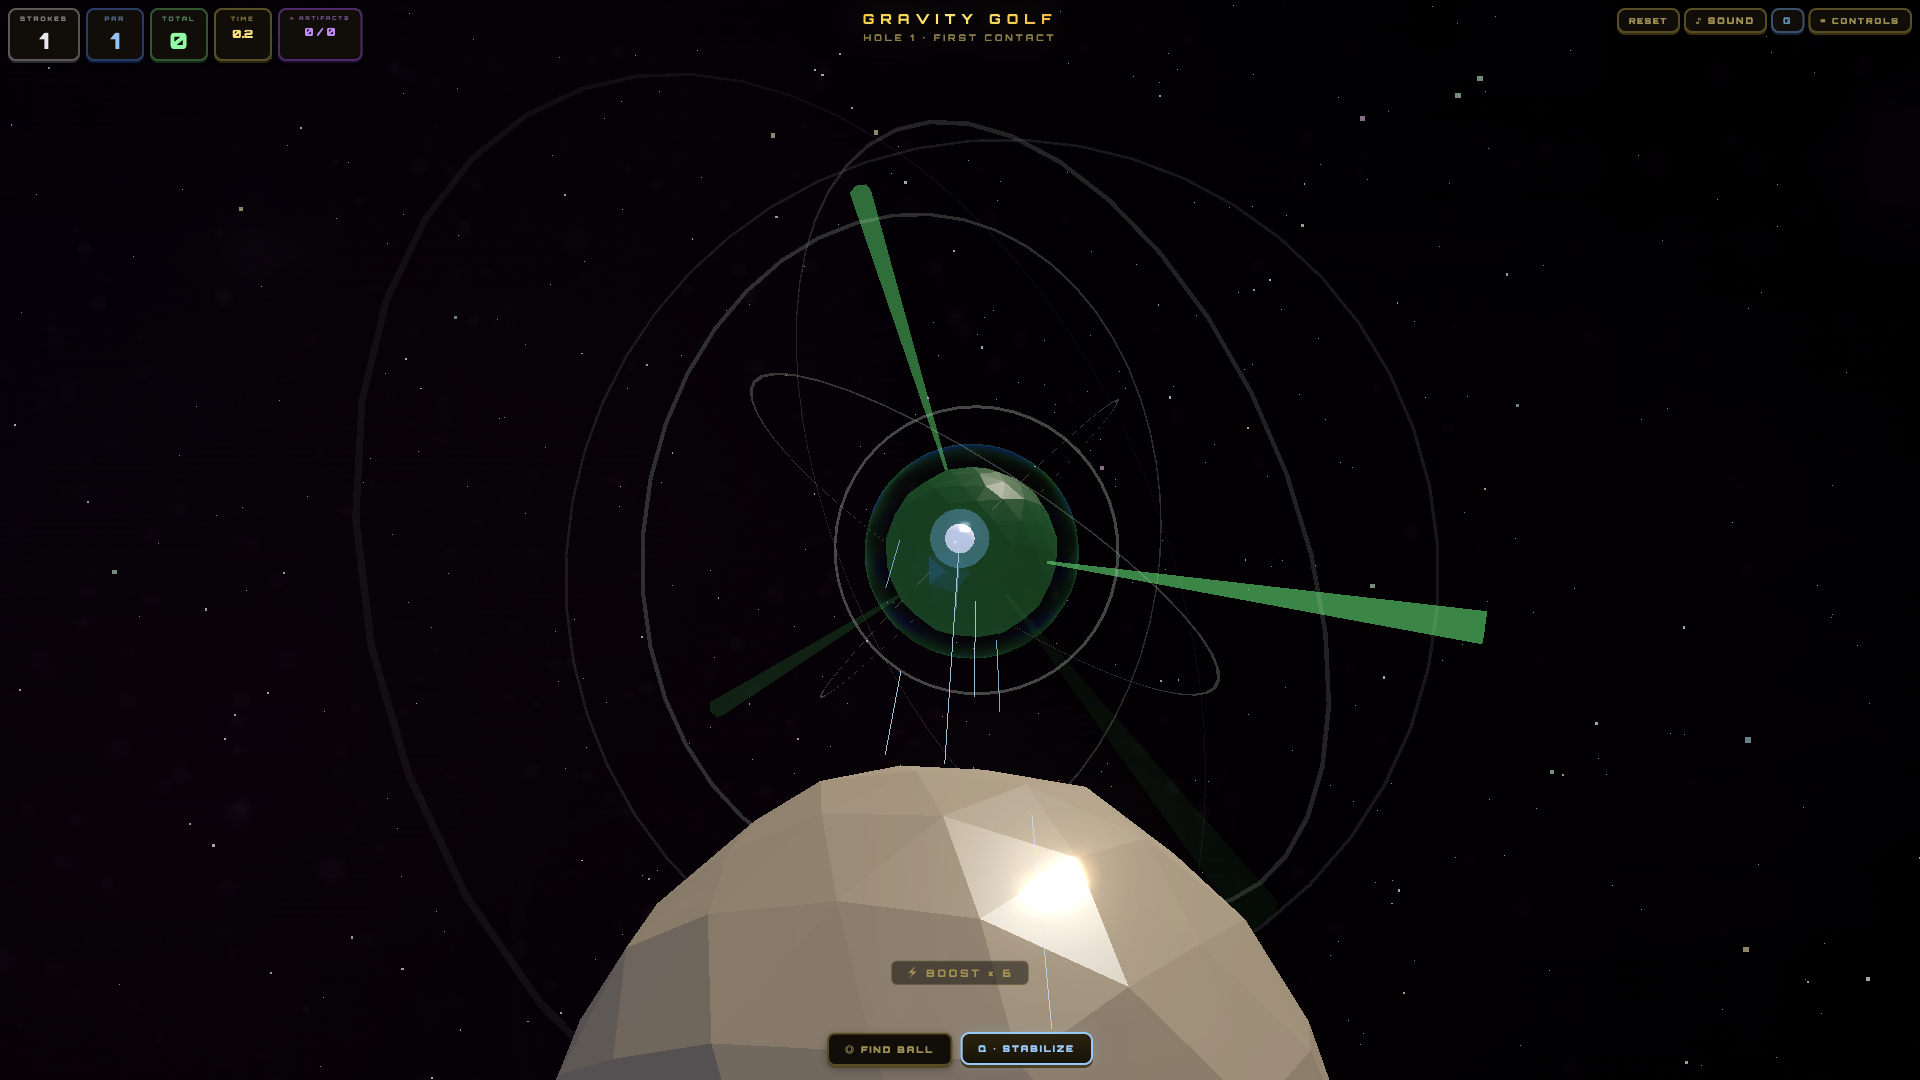 STROKES
1
PAR
1
TOTAL
0
TIME
0.2
ARTIFACTS
0/0
GRAVITY GOLF
HOLE 1 · FIRST CONTACT
RESET
♪ SOUND
G
CONTROLS
⚡ BOOST × 6
FIND BALL
Q · STABILIZE